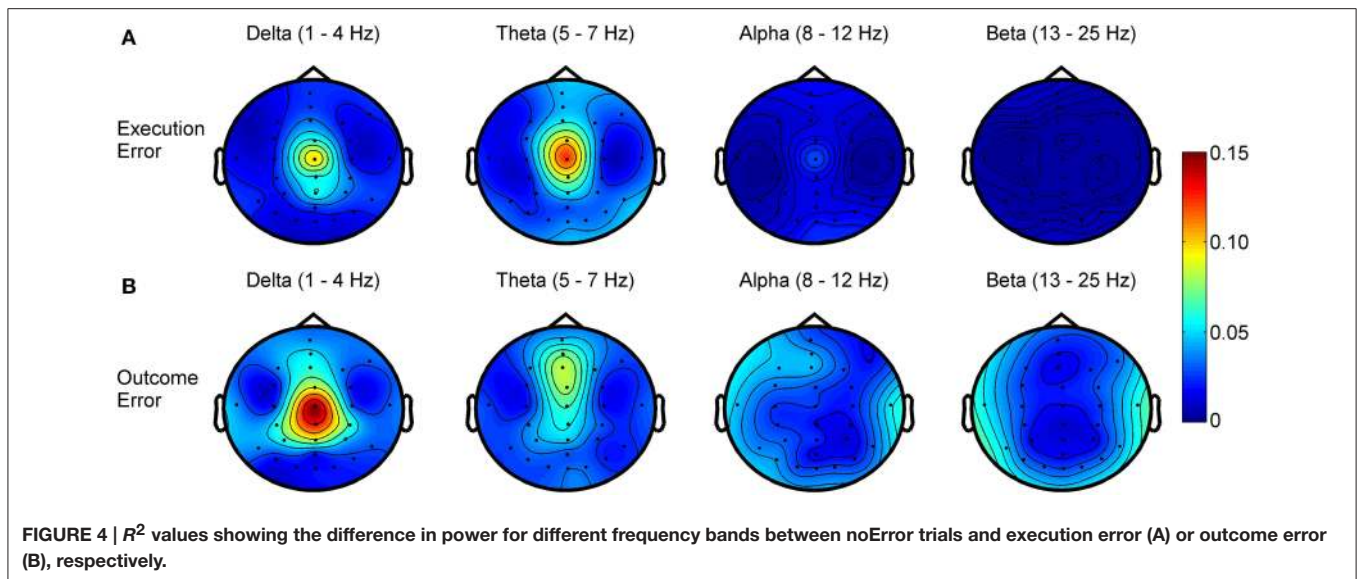 A
Delta (1 - 4 Hz) Theta (5 - 7 Hz) Alpha (8 - 12 Hz) Beta (13 - 25 Hz)
Execution
Error
0.15
0.10
0.05
0
B
Delta (1 - 4 Hz) Theta (5 - 7 Hz) Alpha (8 - 12 Hz) Beta (13 - 25 Hz)
Outcome
Error
FIGURE 4 | R² values showing the difference in power for different frequency bands between noError trials and execution error (A) or outcome error
(B), respectively.